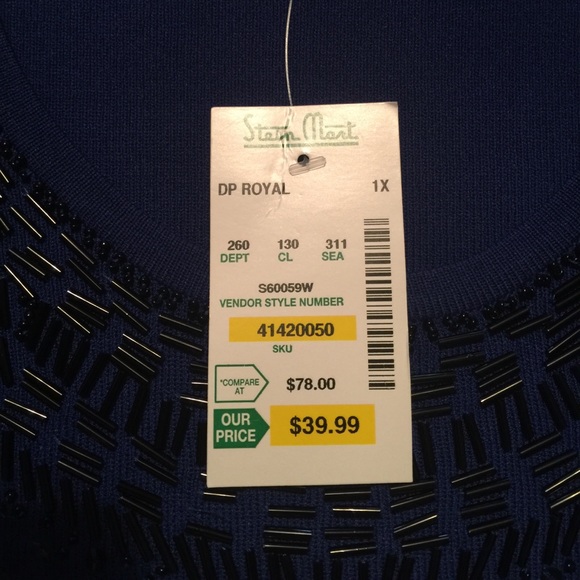 Stein Mart
DP ROYAL 1X
260 130 311
DEPT CL SEA
S60059W
VENDOR STYLE NUMBER
41420050
SKU
*COMPARE AT $78.00
OUR PRICE $39.99